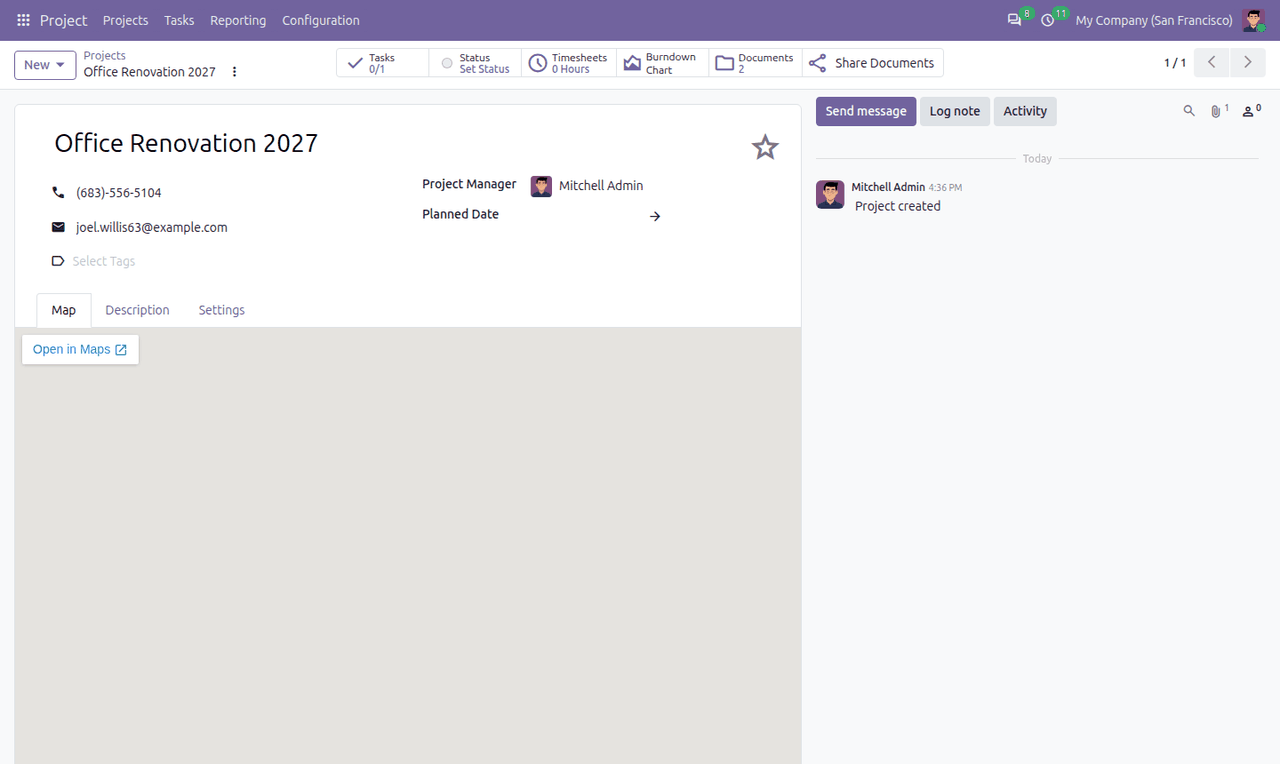 Project Projects Tasks Reporting Configuration 8 11 My Company (San Francisco)
New
Projects
Office Renovation 2027
Tasks
0/1
Status
Set Status
Timesheets
0 Hours
Burndown
Chart
Documents
2
Share Documents
1 / 1
Office Renovation 2027
(683)-556-5104
joel.willis63@example.com
Select Tags
Project Manager Mitchell Admin
Planned Date
Map Description Settings
Open in Maps
Send message Log note Activity 1 0
Today
Mitchell Admin 4:36 PM
Project created